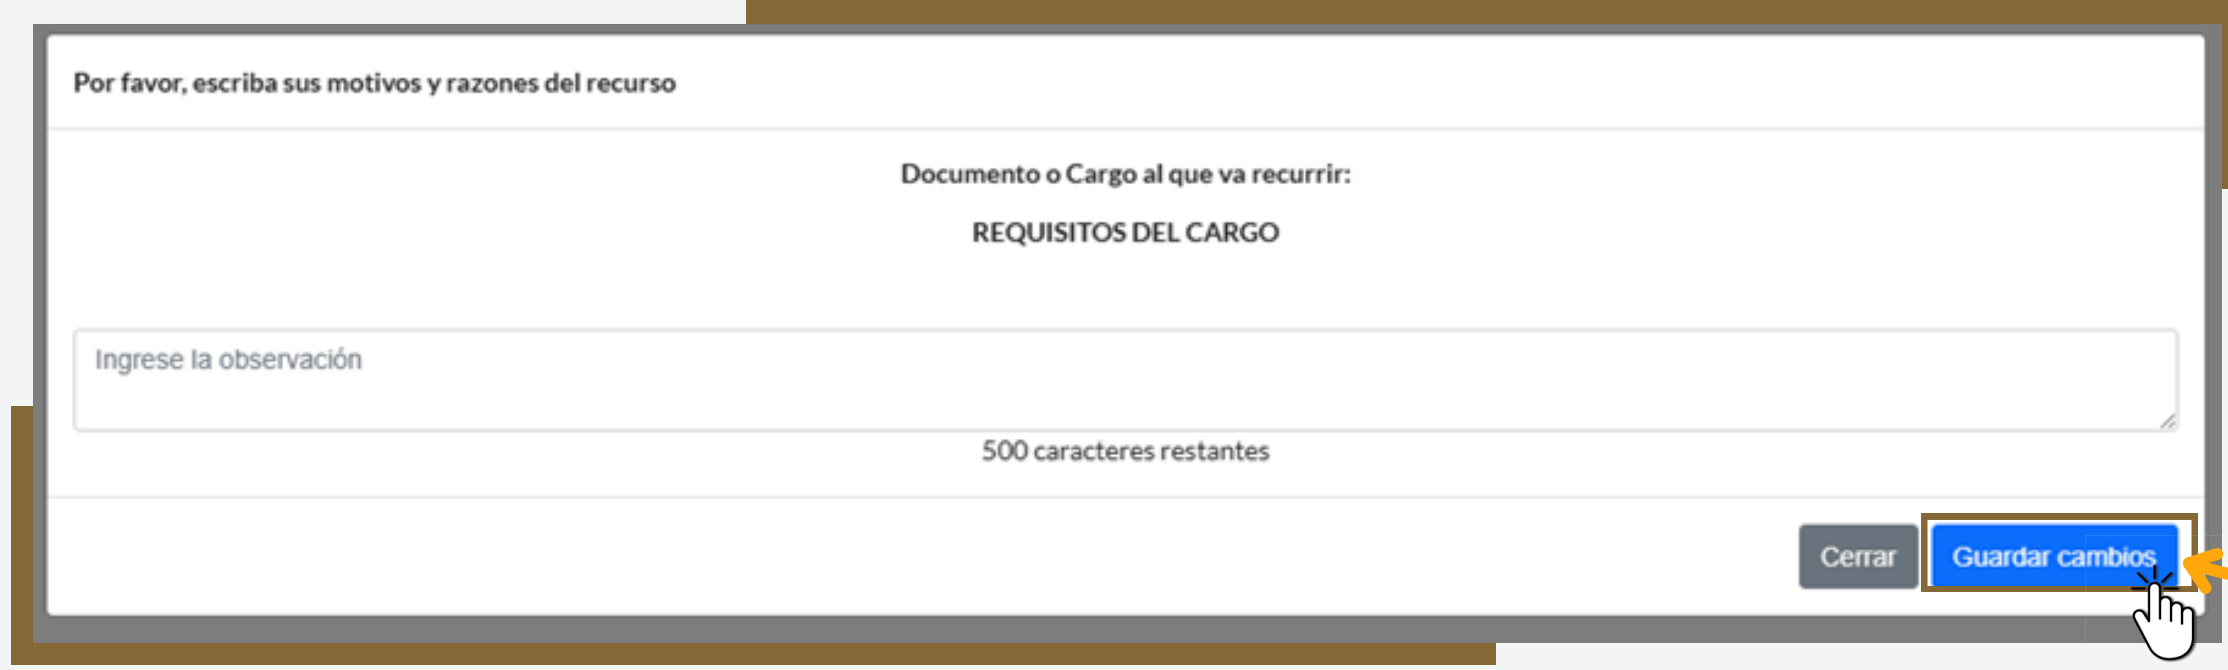 Por favor, escriba sus motivos y razones del recurso
Documento o Cargo al que va recurrir:
REQUISITOS DEL CARGO
Ingrese la observación
500 caracteres restantes
Cerrar
Guardar cambios